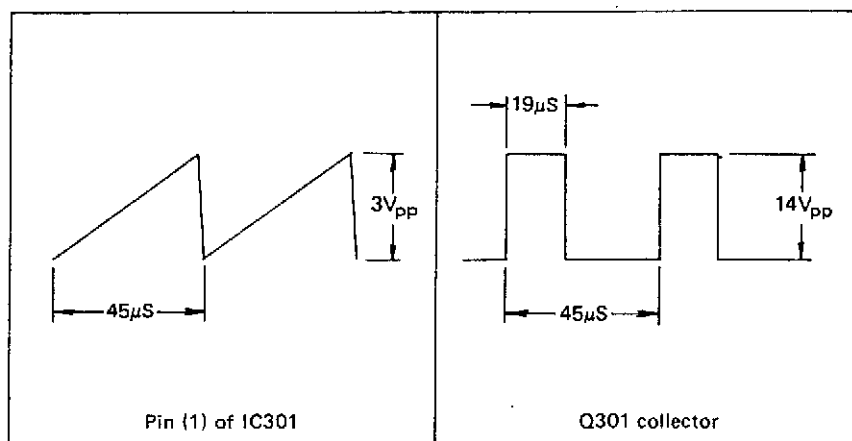 19μS
3Vpp
14Vpp
45μS
45μS
Pin (1) of IC301
Q301 collector